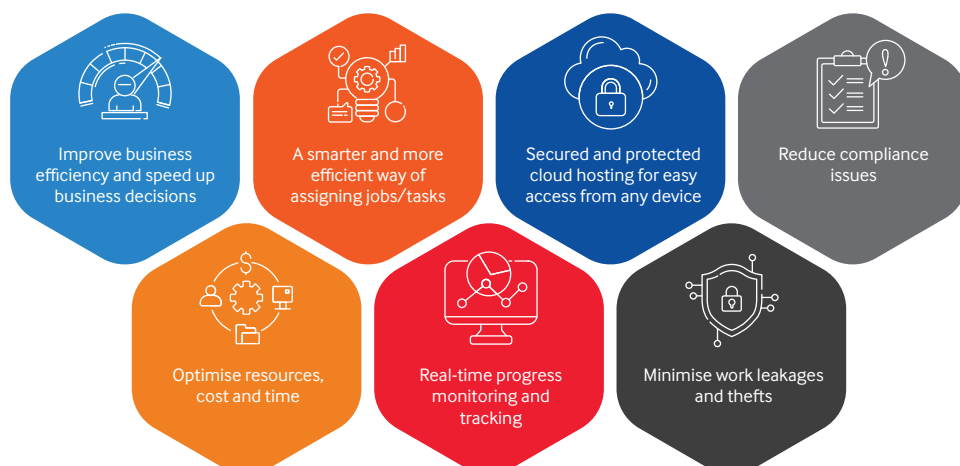 Improve business
efficiency and speed up
business decisions
A smarter and more
efficient way of
assigning jobs/tasks
Secured and protected
cloud hosting for easy
access from any device
Reduce compliance
issues
Optimise resources,
cost and time
Real-time progress
monitoring and
tracking
Minimise work leakages
and thefts